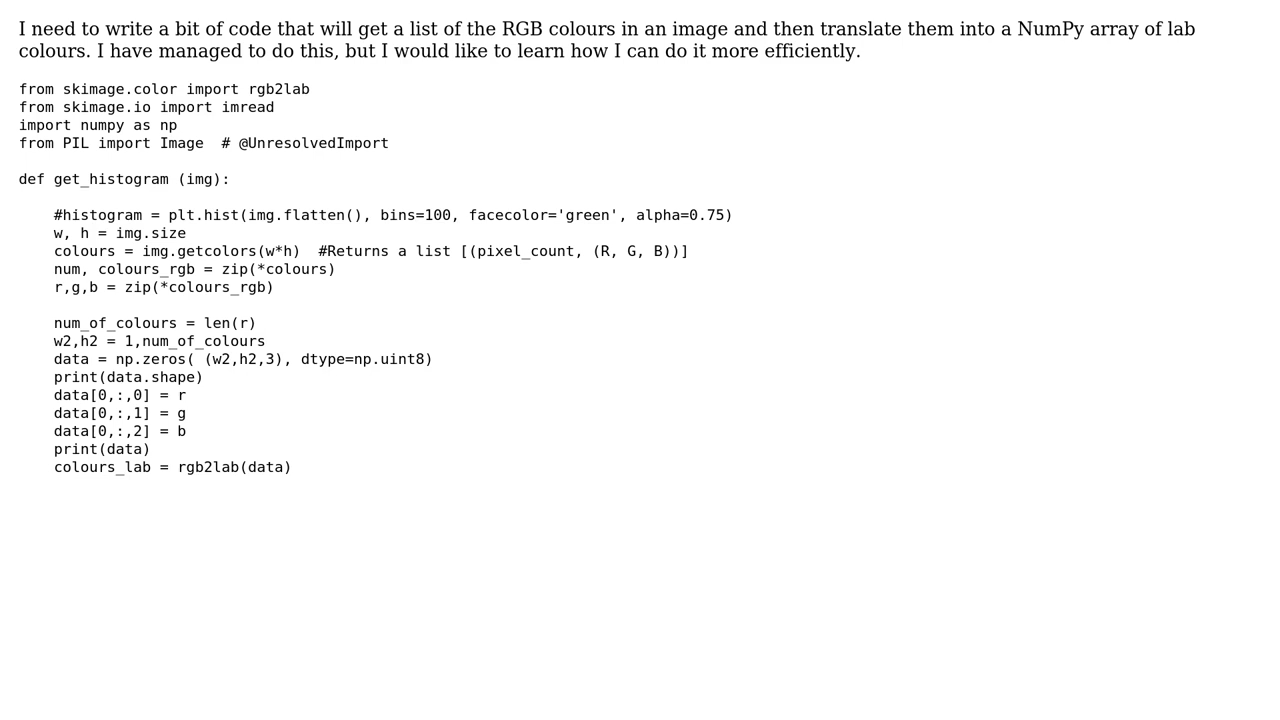 I need to write a bit of code that will get a list of the RGB colours in an image and then translate them into a NumPy array of lab
colours. I have managed to do this, but I would like to learn how I can do it more efficiently.
from skimage.color import rgb2lab
from skimage.io import imread
import numpy as np
from PIL import Image  # @UnresolvedImport
def get_histogram (img):
    #histogram = plt.hist(img.flatten(), bins=100, facecolor='green', alpha=0.75)
    w, h = img.size
    colours = img.getcolors(w*h)  #Returns a list [(pixel_count, (R, G, B))]
    num, colours_rgb = zip(*colours)
    r,g,b = zip(*colours_rgb)
    num_of_colours = len(r)
    w2,h2 = 1,num_of_colours
    data = np.zeros( (w2,h2,3), dtype=np.uint8)
    print(data.shape)
    data[0,:,0] = r
    data[0,:,1] = g
    data[0,:,2] = b
    print(data)
    colours_lab = rgb2lab(data)